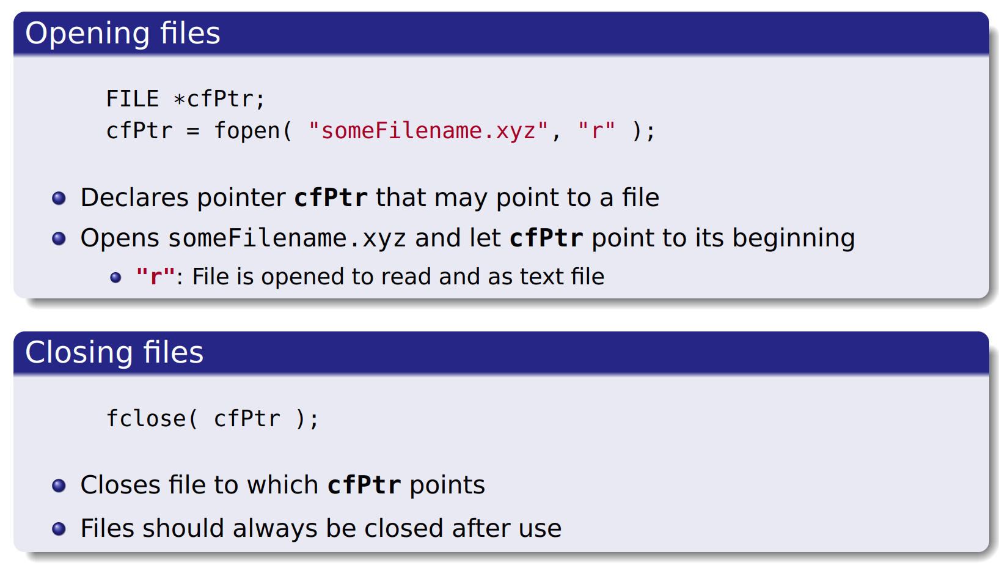 Opening files
FILE *cfPtr;
cfPtr = fopen( "someFilename.xyz", "r" );
Declares pointer cfPtr that may point to a file
Opens someFilename.xyz and let cfPtr point to its beginning
"r": File is opened to read and as text file
Closing files
fclose( cfPtr );
Closes file to which cfPtr points
Files should always be closed after use